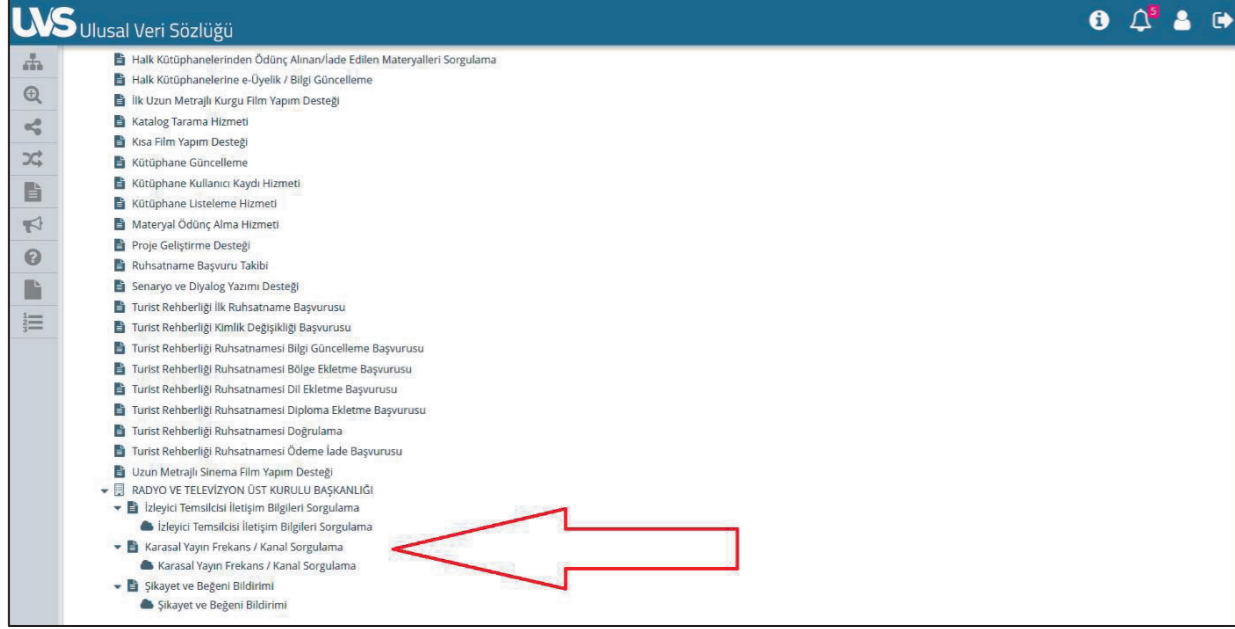 UVS Ulusal Veri Sözlüğü
5
Halk Kütüphanelerinden Ödünç Alınan/İade Edilen Materyalleri Sorgulama
Halk Kütüphanelerine e-Üyelik / Bilgi Güncelleme
İlk Uzun Metrajlı Kurgu Film Yapım Desteği
Katalog Tarama Hizmeti
Kısa Film Yapım Desteği
Kütüphane Güncelleme
Kütüphane Kullanıcı Kaydı Hizmeti
Kütüphane Listeleme Hizmeti
Materyal Ödünç Alma Hizmeti
Proje Geliştirme Desteği
Ruhsatname Başvuru Takibi
Senaryo ve Diyalog Yazımı Desteği
Turist Rehberliği İlk Ruhsatname Başvurusu
Turist Rehberliği Kimlik Değişikliği Başvurusu
Turist Rehberliği Ruhsatnamesi Bilgi Güncelleme Başvurusu
Turist Rehberliği Ruhsatnamesi Bölge Ekletme Başvurusu
Turist Rehberliği Ruhsatnamesi Dil Ekletme Başvurusu
Turist Rehberliği Ruhsatnamesi Diploma Ekletme Başvurusu
Turist Rehberliği Ruhsatnamesi Doğrulama
Turist Rehberliği Ruhsatnamesi Ödeme İade Başvurusu
Uzun Metrajlı Sinema Film Yapım Desteği
RADYO VE TELEVİZYON ÜST KURULU BAŞKANLIĞI
İzleyici Temsilcisi İletişim Bilgileri Sorgulama
İzleyici Temsilcisi İletişim Bilgileri Sorgulama
Karasal Yayın Frekans / Kanal Sorgulama
Karasal Yayın Frekans / Kanal Sorgulama
Şikayet ve Beğeni Bildirimi
Şikayet ve Beğeni Bildirimi